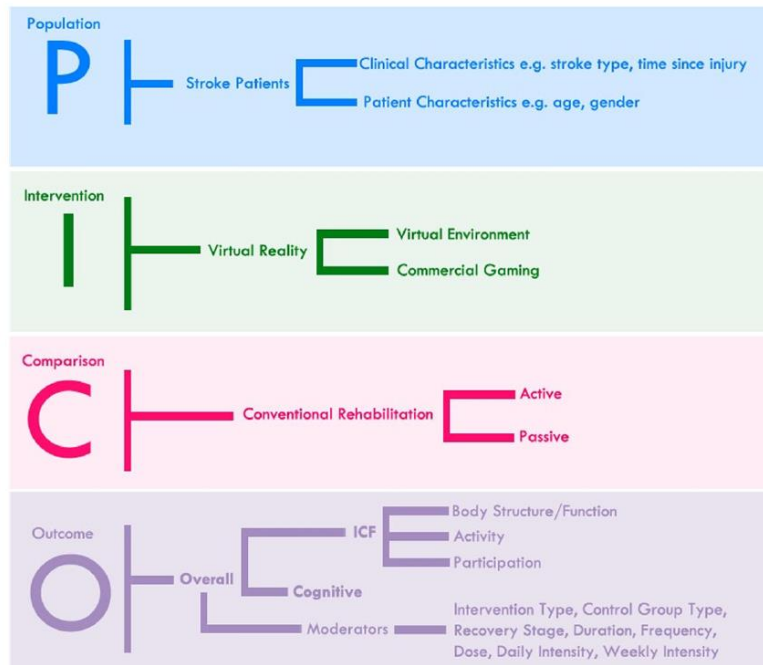 Population
P
Stroke Patients
Clinical Characteristics e.g. stroke type, time since injury
Patient Characteristics e.g. age, gender
Intervention
I
Virtual Reality
Virtual Environment
Commercial Gaming
Comparison
C
Conventional Rehabilitation
Active
Passive
Outcome
O
Overall
ICF
Body Structure/Function
Activity
Participation
Cognitive
Moderators
Intervention Type, Control Group Type,
Recovery Stage, Duration, Frequency,
Dose, Daily Intensity, Weekly Intensity